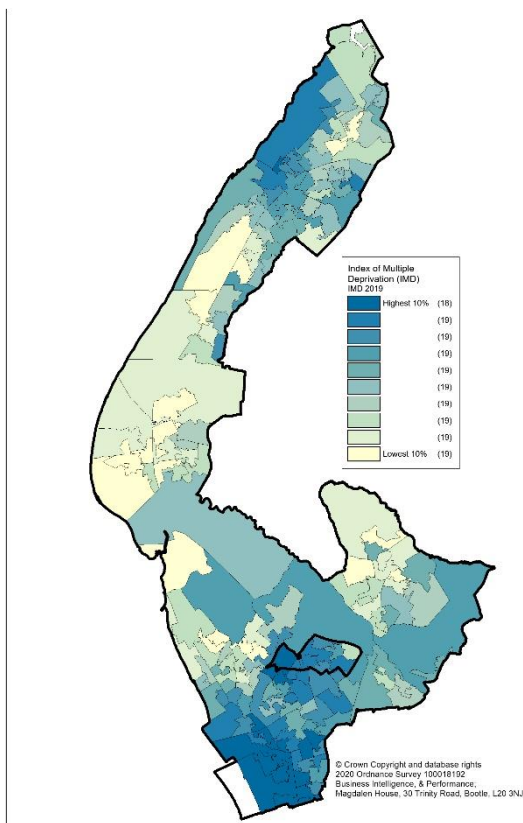 Index of Multiple
Deprivation (IMD)
IMD 2019
Highest 10% (18)
(19)
(19)
(19)
(19)
(19)
(19)
(19)
(19)
Lowest 10% (19)
© Crown Copyright and database rights
2020 Ordnance Survey 100018192
Business Intelligence, & Performance,
Magdalen House, 30 Trinity Road, Bootle, L20 3NJ